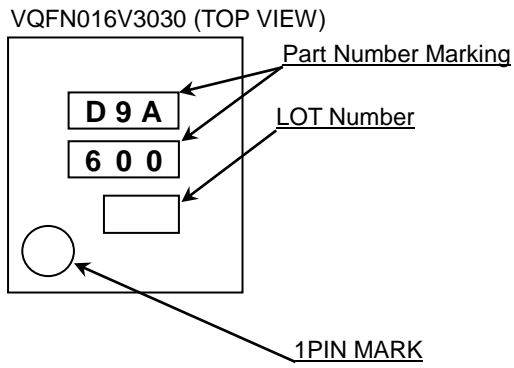 VQFN016V3030 (TOP VIEW)
Part Number Marking
D 9 A
LOT Number
6 0 0
1PIN MARK